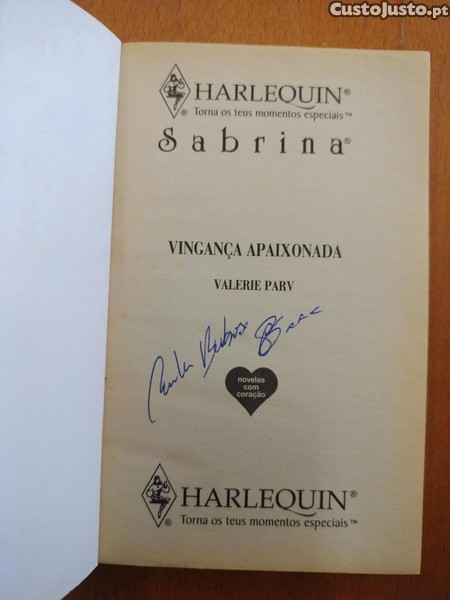 CustoJusto.pt
HARLEQUIN®
® Torna os teus momentos especiais™
Sabrina®
VINGANÇA APAIXONADA
VALERIE PARV
novelas
com
coração
HARLEQUIN®
® Torna os teus momentos especiais™